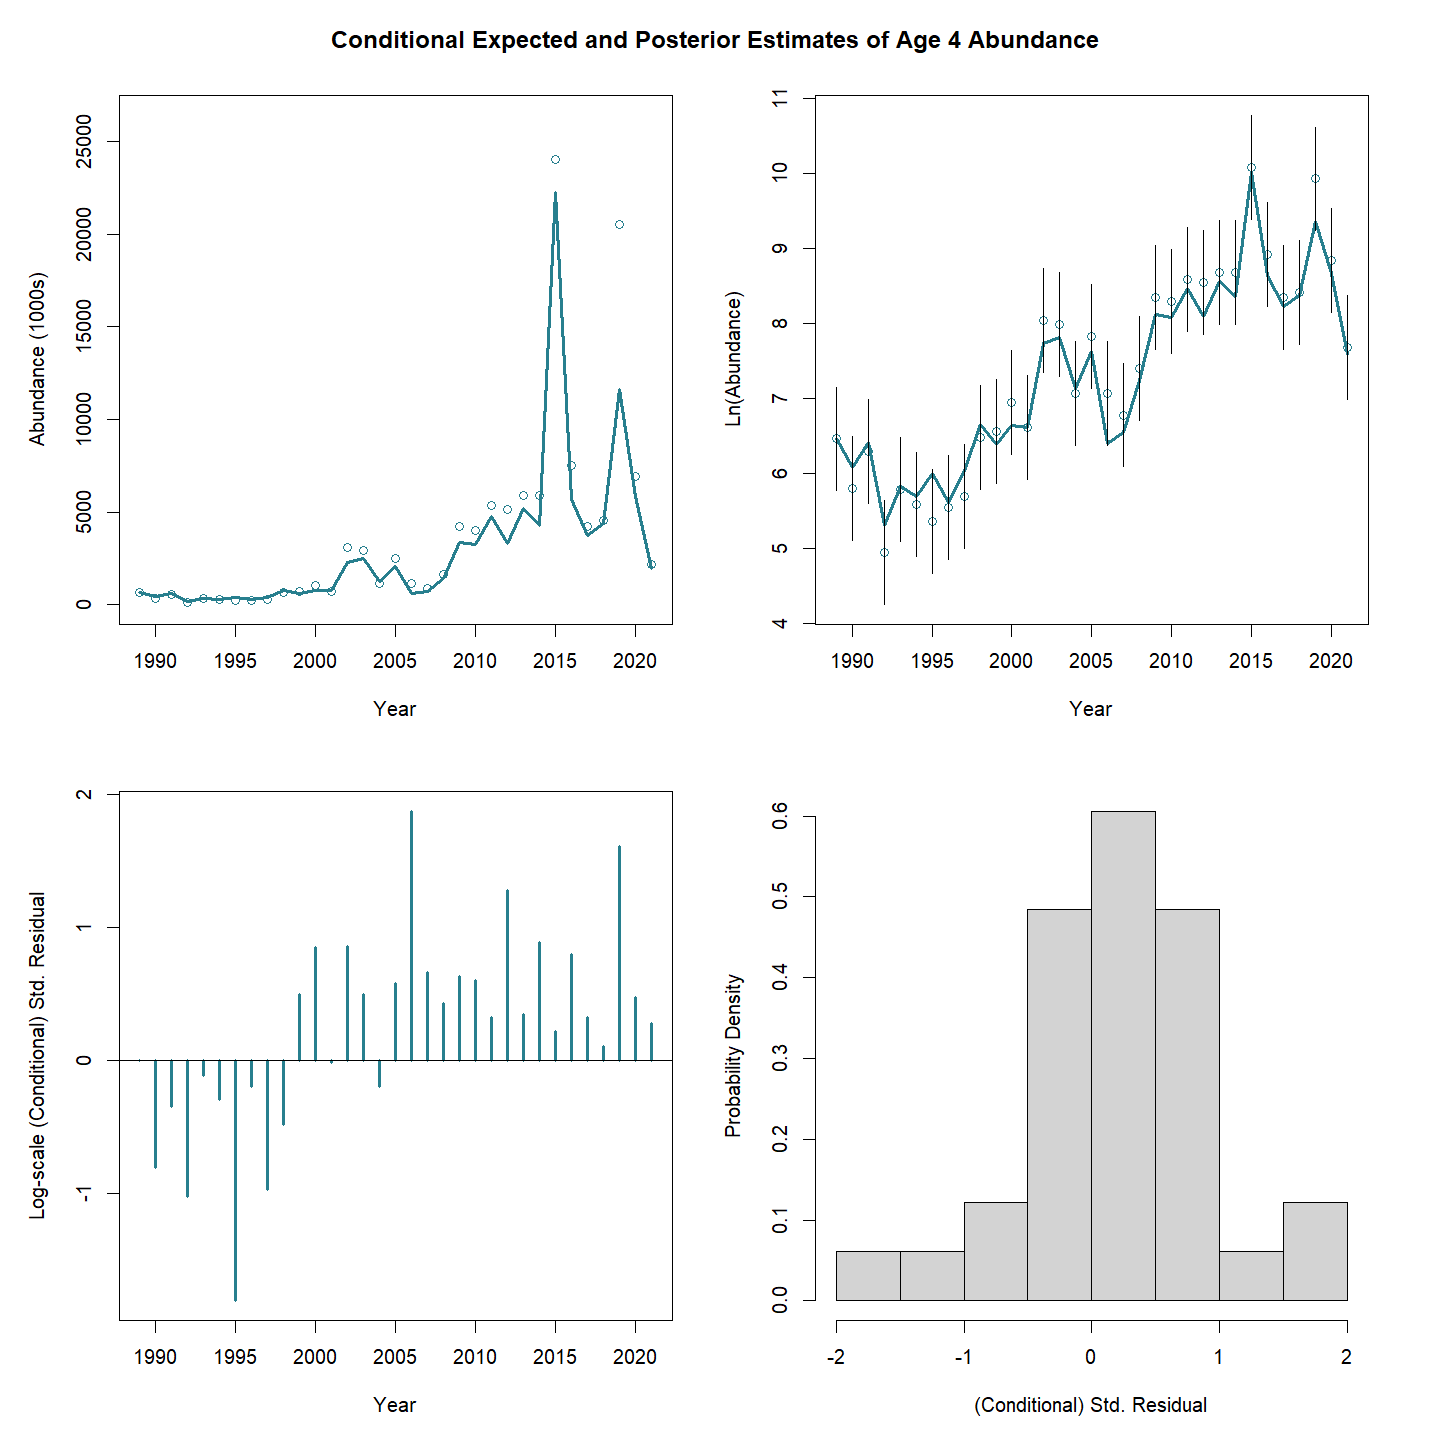 Conditional Expected and Posterior Estimates of Age 4 Abundance
Abundance (1000s)
25000
20000
15000
10000
5000
0
1990 1995 2000 2005 2010 2015 2020
Year
Ln(Abundance)
11
10
9
8
7
6
5
4
1990 1995 2000 2005 2010 2015 2020
Year
Log-scale (Conditional) Std. Residual
2
1
0
-1
1990 1995 2000 2005 2010 2015 2020
Year
Probability Density
0.6
0.5
0.4
0.3
0.2
0.1
0.0
-2 -1 0 1 2
(Conditional) Std. Residual